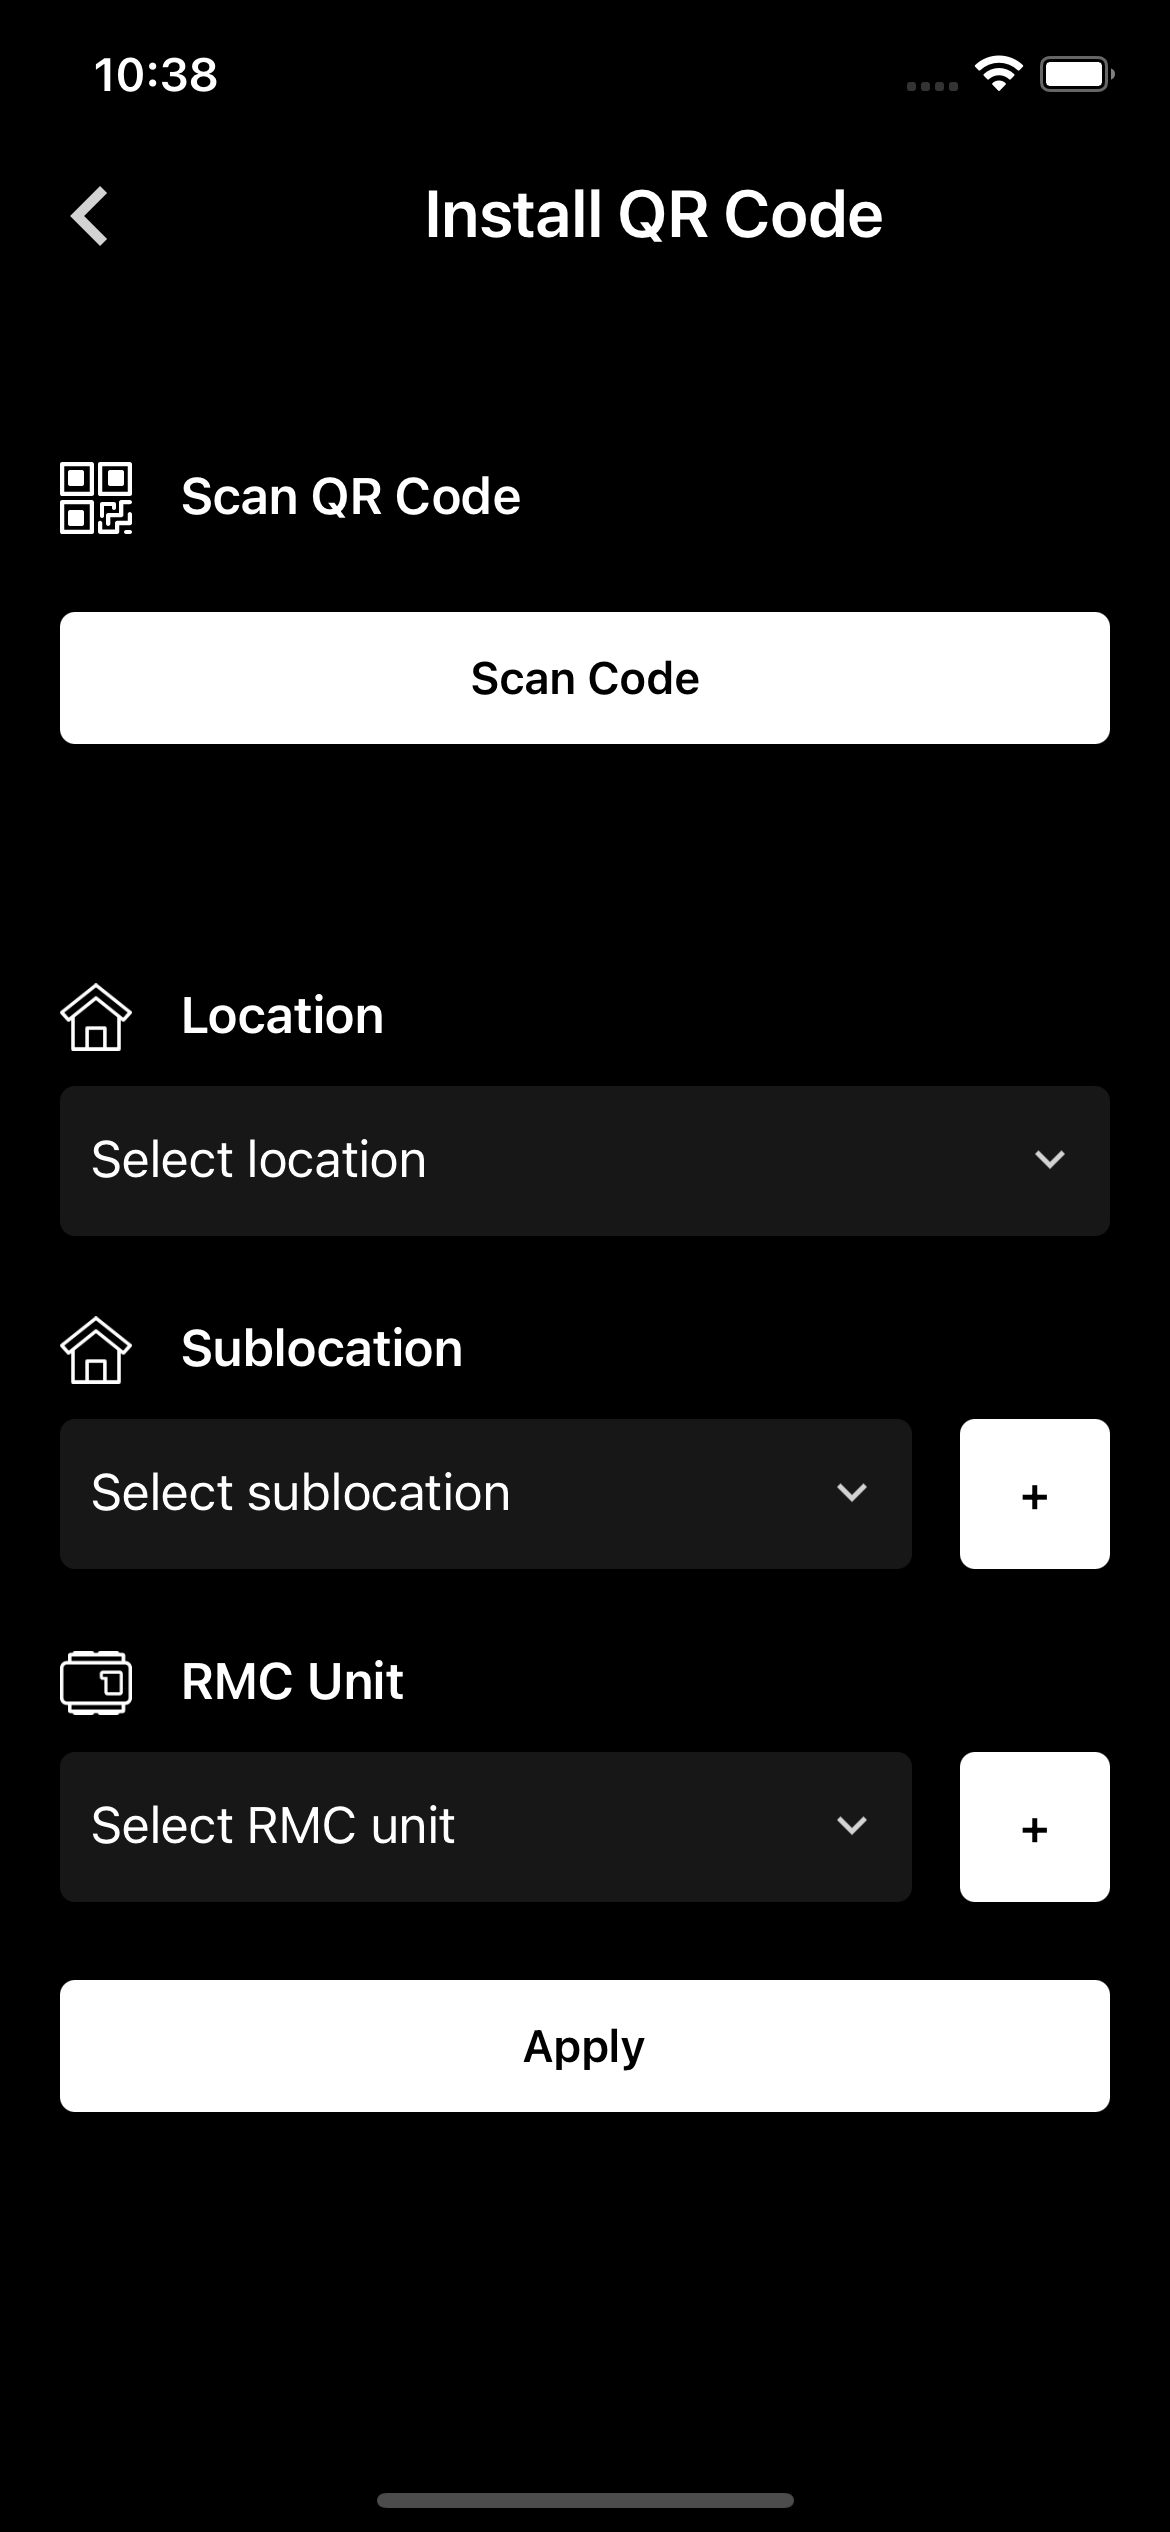 10:38
Install QR Code
Scan QR Code
Scan Code
Location
Select location
Sublocation
Select sublocation
+
RMC Unit
Select RMC unit
+
Apply